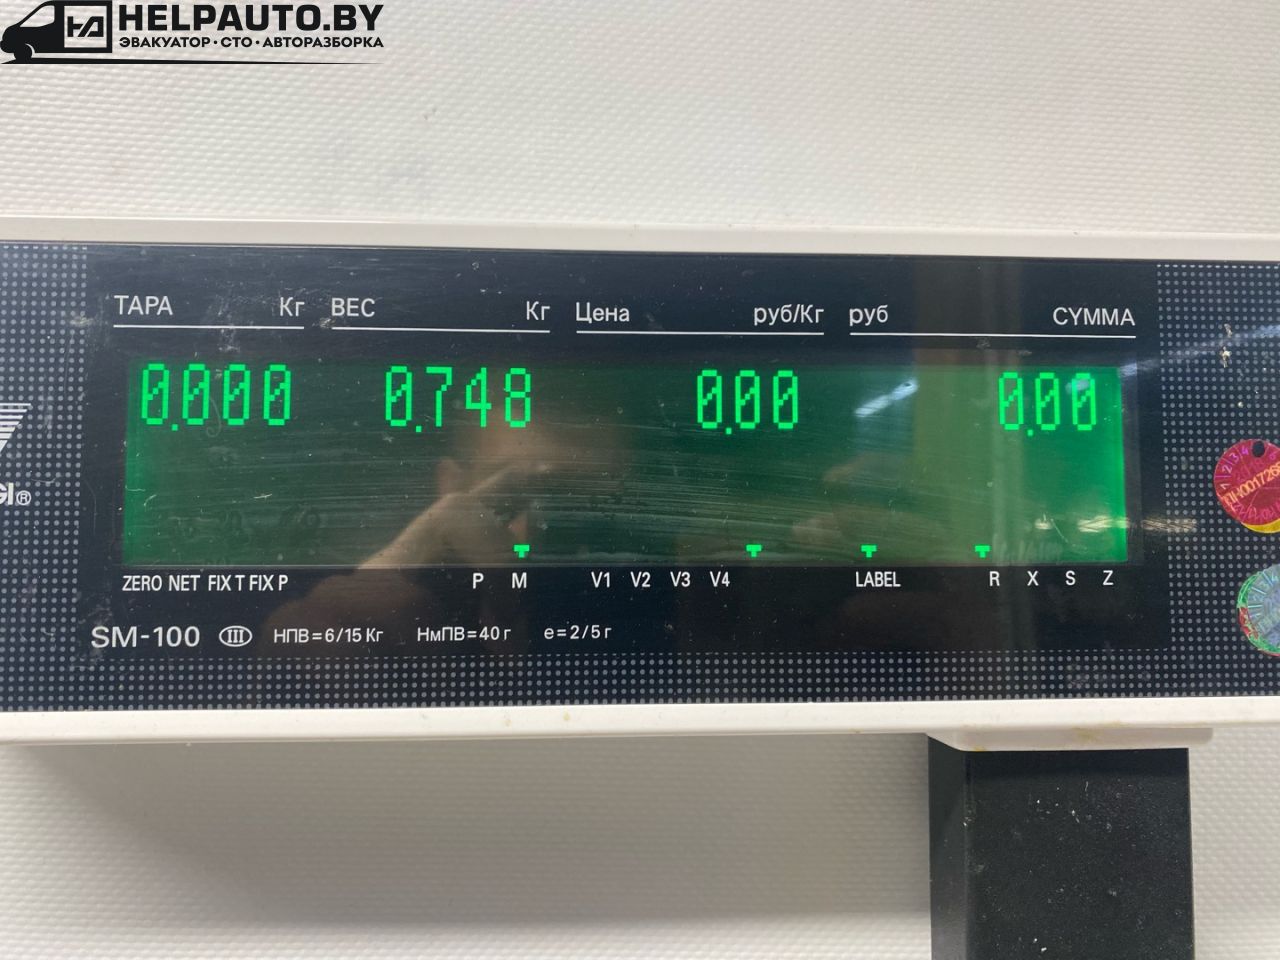 HELPAUTO.BY
ЭВАКУАТОР·СТО·АВТОРАЗБОРКА
ТАРА Кг ВЕС Кг Цена руб/Кг руб СУММА
0.000 0.748 0.00 0.00
GI®
ZERO NET FIX T FIX P P M V1 V2 V3 V4 LABEL R X S Z
SM-100 III НПВ=6/15 Кг НмПВ=40 г e=2/5 г